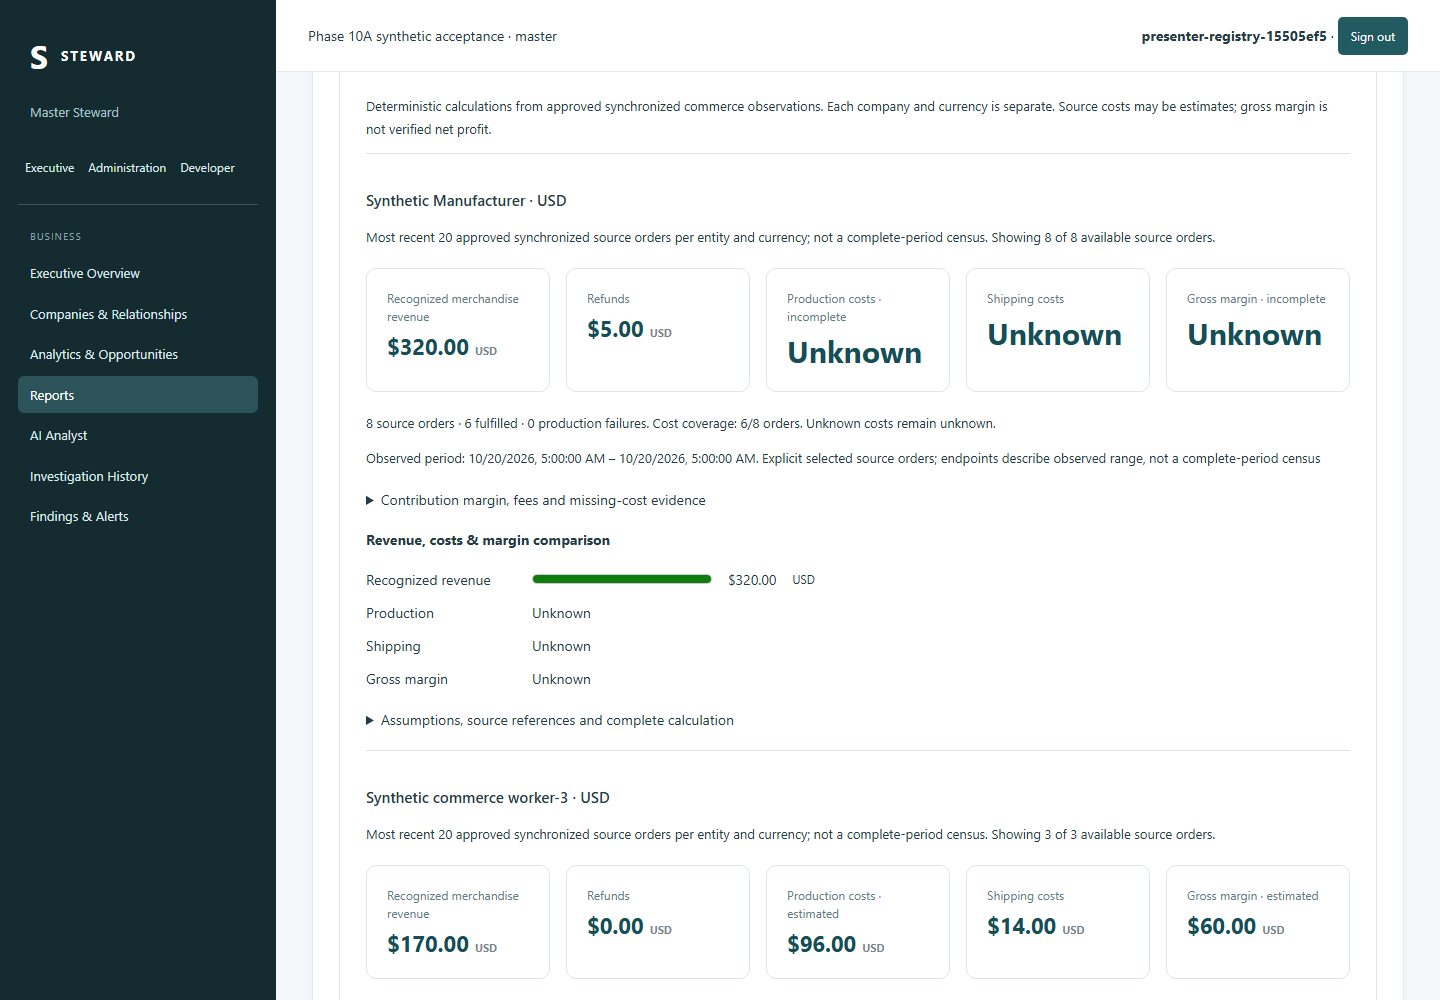 S STEWARD
Master Steward
Executive Administration Developer
BUSINESS
Executive Overview
Companies & Relationships
Analytics & Opportunities
Reports
AI Analyst
Investigation History
Findings & Alerts
Phase 10A synthetic acceptance · master
presenter-registry-15505ef5 · Sign out
Deterministic calculations from approved synchronized commerce observations. Each company and currency is separate. Source costs may be estimates; gross margin is
not verified net profit.
Synthetic Manufacturer · USD
Most recent 20 approved synchronized source orders per entity and currency; not a complete-period census. Showing 8 of 8 available source orders.
Recognized merchandise
revenue
$320.00 USD
Refunds
$5.00 USD
Production costs ·
incomplete
Unknown
Shipping costs
Unknown
Gross margin · incomplete
Unknown
8 source orders · 6 fulfilled · 0 production failures. Cost coverage: 6/8 orders. Unknown costs remain unknown.
Observed period: 10/20/2026, 5:00:00 AM – 10/20/2026, 5:00:00 AM. Explicit selected source orders; endpoints describe observed range, not a complete-period census
▶ Contribution margin, fees and missing-cost evidence
Revenue, costs & margin comparison
Recognized revenue $320.00 USD
Production Unknown
Shipping Unknown
Gross margin Unknown
▶ Assumptions, source references and complete calculation
Synthetic commerce worker-3 · USD
Most recent 20 approved synchronized source orders per entity and currency; not a complete-period census. Showing 3 of 3 available source orders.
Recognized merchandise
revenue
$170.00 USD
Refunds
$0.00 USD
Production costs ·
estimated
$96.00 USD
Shipping costs
$14.00 USD
Gross margin · estimated
$60.00 USD